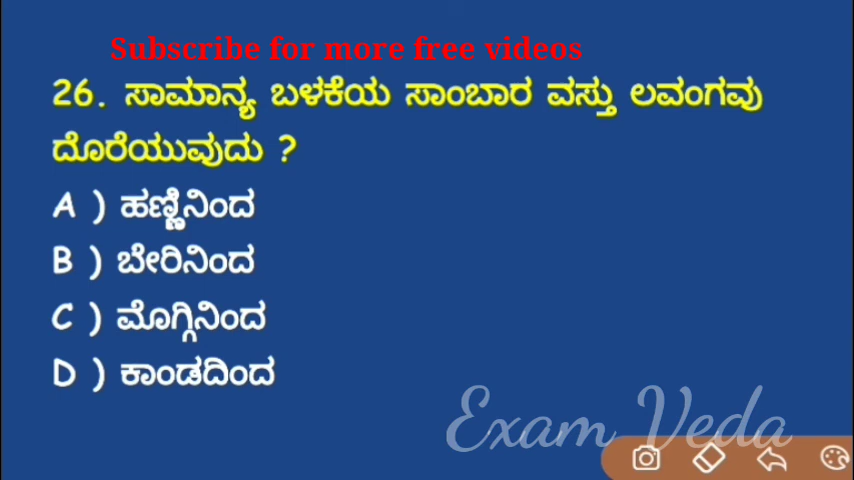 Subscribe for more free videos
26. ಸಾಮಾನ್ಯ ಬಳಕೆಯ ಸಾಂಬಾರ ವಸ್ತು ಲವಂಗವು
ದೊರೆಯುವುದು ?
A ) ಹಣ್ಣಿನಿಂದ
B ) ಬೇರಿನಿಂದ
C ) ಮೊಗ್ಗಿನಿಂದ
D ) ಕಾಂಡದಿಂದ
Exam Veda